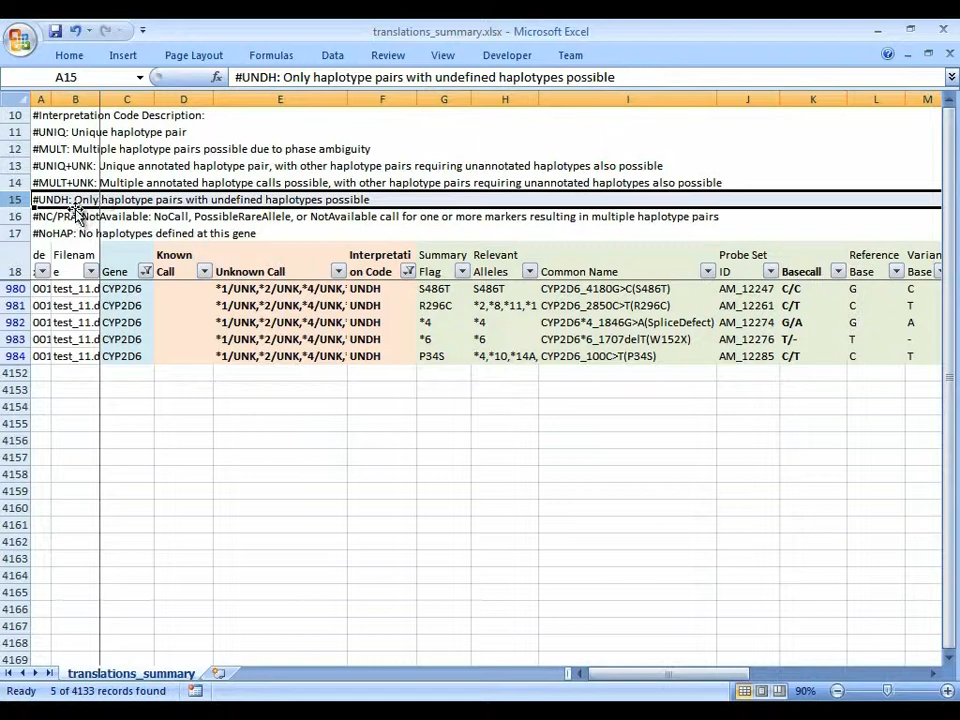 translations_summary.xlsx - Microsoft Excel
Home Insert Page Layout Formulas Data Review View Developer Team
A15 fx #UNDH: Only haplotype pairs with undefined haplotypes possible
A B C D E F G H I J K L M
10 #Interpretation Code Description:
11 #UNIQ: Unique haplotype pair
12 #MULT: Multiple haplotype pairs possible due to phase ambiguity
13 #UNIQ+UNK: Unique annotated haplotype pair, with other haplotype pairs requiring unannotated haplotypes also possible
14 #MULT+UNK: Multiple annotated haplotype calls possible, with other haplotype pairs requiring unannotated haplotypes also possible
15 #UNDH: Only haplotype pairs with undefined haplotypes possible
16 #NC/PRA/NotAvailable: NoCall, PossibleRareAllele, or NotAvailable call for one or more markers resulting in multiple haplotype pairs
17 #NoHAP: No haplotypes defined at this gene
de Filenam Known Interpretati Summary Relevant Probe Set Reference Varian
18 : e Gene Call Unknown Call on Code Flag Alleles Common Name ID Basecall Base Base
980 001 test_11.d CYP2D6 *1/UNK,*2/UNK,*4/UNK,' UNDH S486T S486T CYP2D6_4180G>C(S486T) AM_12247 C/C G C
981 001 test_11.d CYP2D6 *1/UNK,*2/UNK,*4/UNK,' UNDH R296C *2,*8,*11,*1 CYP2D6_2850C>T(R296C) AM_12261 C/T C T
982 001 test_11.d CYP2D6 *1/UNK,*2/UNK,*4/UNK,' UNDH *4 *4 CYP2D6*4_1846G>A(SpliceDefect) AM_12274 G/A G A
983 001 test_11.d CYP2D6 *1/UNK,*2/UNK,*4/UNK,' UNDH *6 *6 CYP2D6*6_1707delT(W152X) AM_12276 T/- T -
984 001 test_11.d CYP2D6 *1/UNK,*2/UNK,*4/UNK,' UNDH P34S *4,*10,*14A, CYP2D6_100C>T(P34S) AM_12285 C/T C T
4152
4153
4154
4155
4156
4157
4158
4159
4160
4161
4162
4163
4164
4165
4166
4167
4168
4169
translations_summary
Ready 5 of 4133 records found 90%